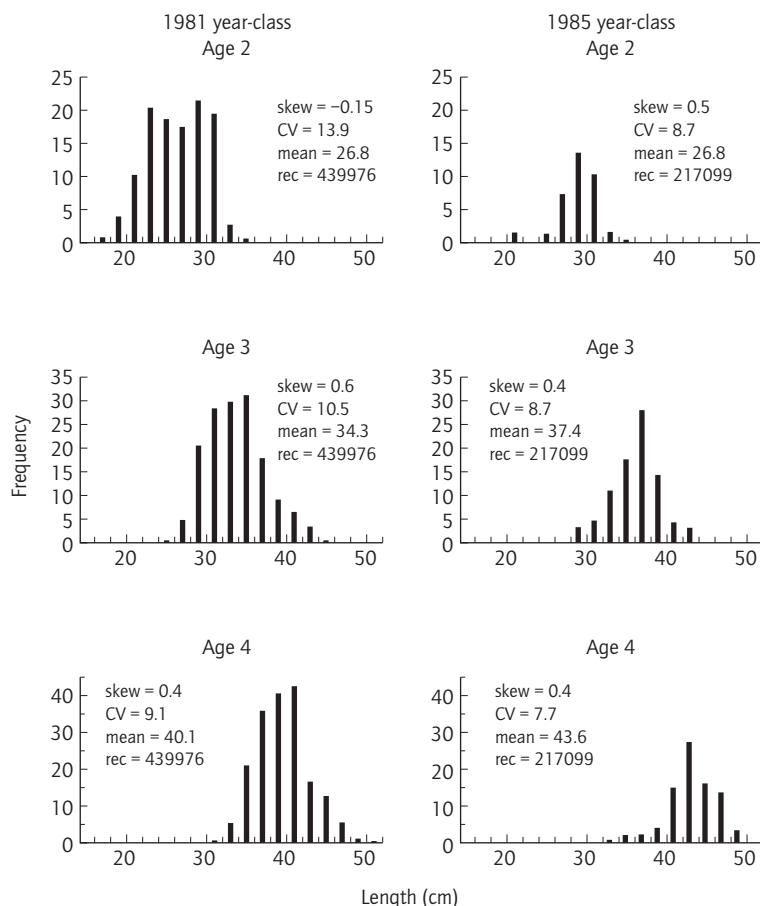 1981 year-class
Age 2
25
20
15
10
5
0
20
30
40
50
skew = –0.15
CV = 13.9
mean = 26.8
rec = 439976
1985 year-class
Age 2
25
20
15
10
5
0
20
30
40
50
skew = 0.5
CV = 8.7
mean = 26.8
rec = 217099
Frequency
Age 3
35
30
25
20
15
10
5
0
20
30
40
50
skew = 0.6
CV = 10.5
mean = 34.3
rec = 439976
Age 3
35
30
25
20
15
10
5
0
20
30
40
50
skew = 0.4
CV = 8.7
mean = 37.4
rec = 217099
Age 4
40
30
20
10
0
20
30
40
50
skew = 0.4
CV = 9.1
mean = 40.1
rec = 439976
Age 4
40
30
20
10
0
20
30
40
50
skew = 0.4
CV = 7.7
mean = 43.6
rec = 217099
Length (cm)